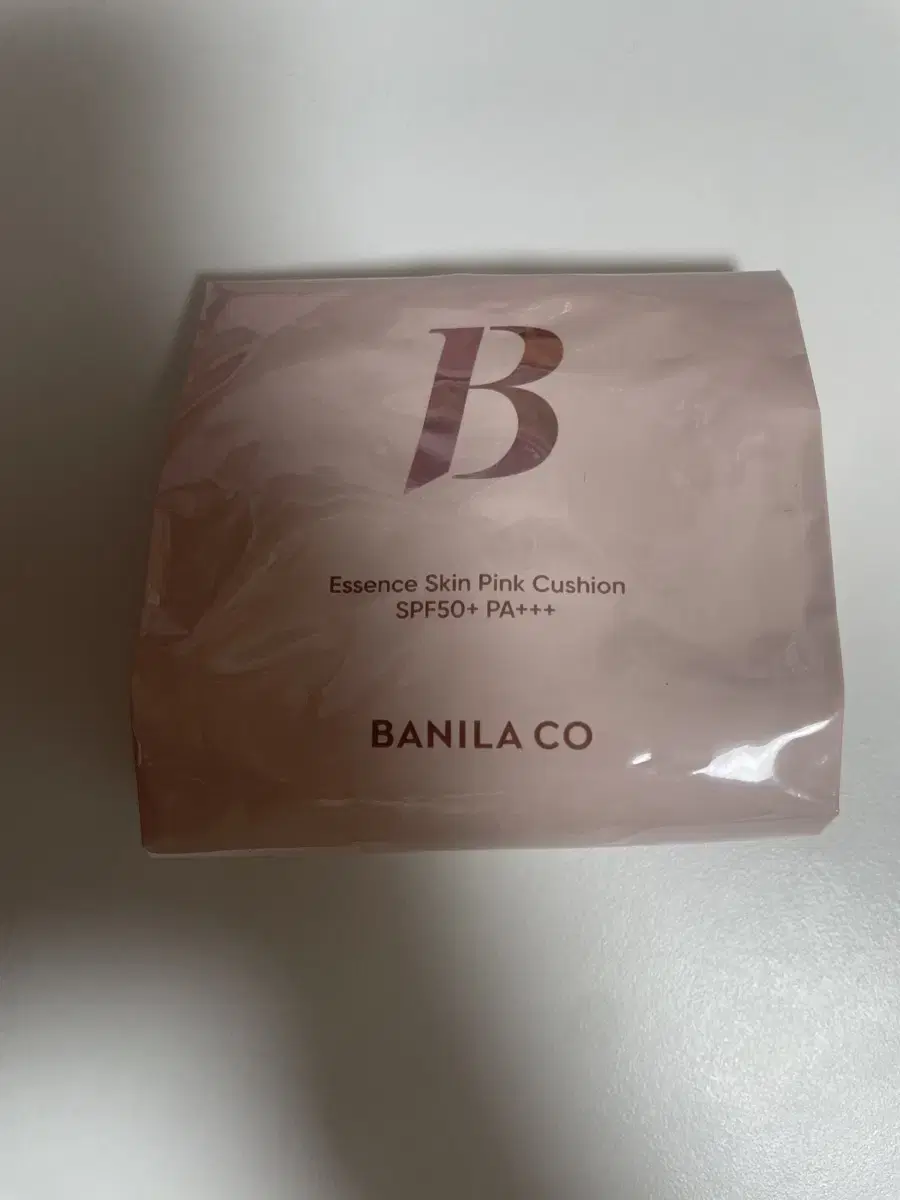 B
Essence Skin Pink Cushion
SPF50+ PA+++
BANILA CO